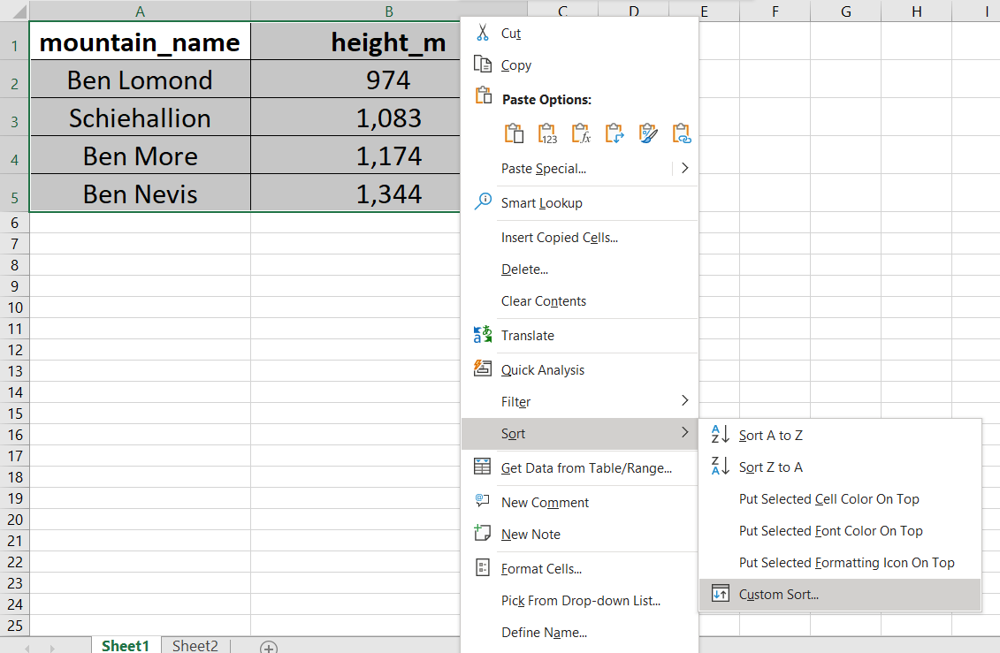 A B C D E F G H I
1 mountain_name height_m
2 Ben Lomond 974
3 Schiehallion 1,083
4 Ben More 1,174
5 Ben Nevis 1,344
6
7
8
9
10
11
12
13
14
15
16
17
18
19
20
21
22
23
24
25
Cut
Copy
Paste Options:
123 fx
Paste Special...
Smart Lookup
Insert Copied Cells...
Delete...
Clear Contents
Translate
Quick Analysis
Filter
Sort
Get Data from Table/Range...
New Comment
New Note
Format Cells...
Pick From Drop-down List...
Define Name...
Sort A to Z
Sort Z to A
Put Selected Cell Color On Top
Put Selected Font Color On Top
Put Selected Formatting Icon On Top
Custom Sort...
Sheet1 Sheet2